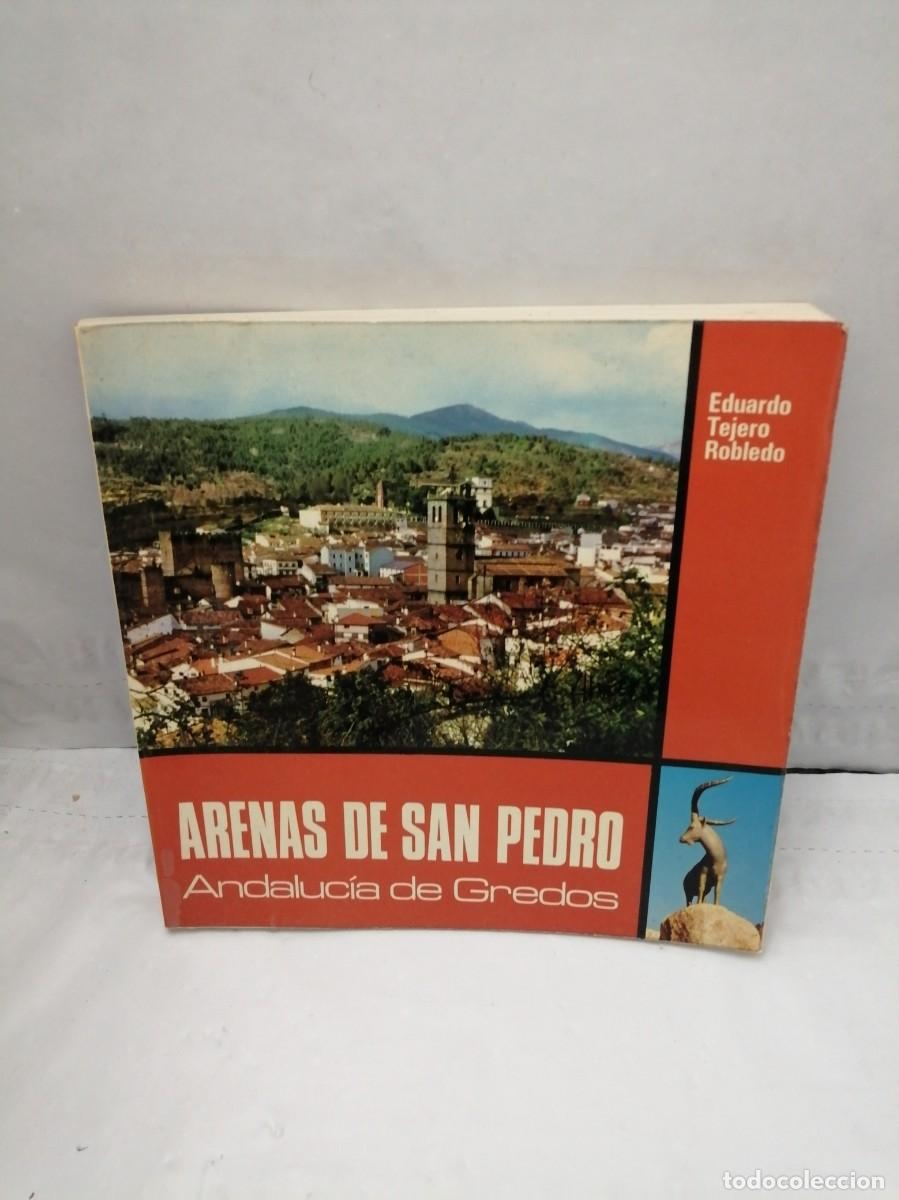 Eduardo
Tejero
Robledo
ARENAS DE SAN PEDRO
Andalucía de Gredos
todocoleccion